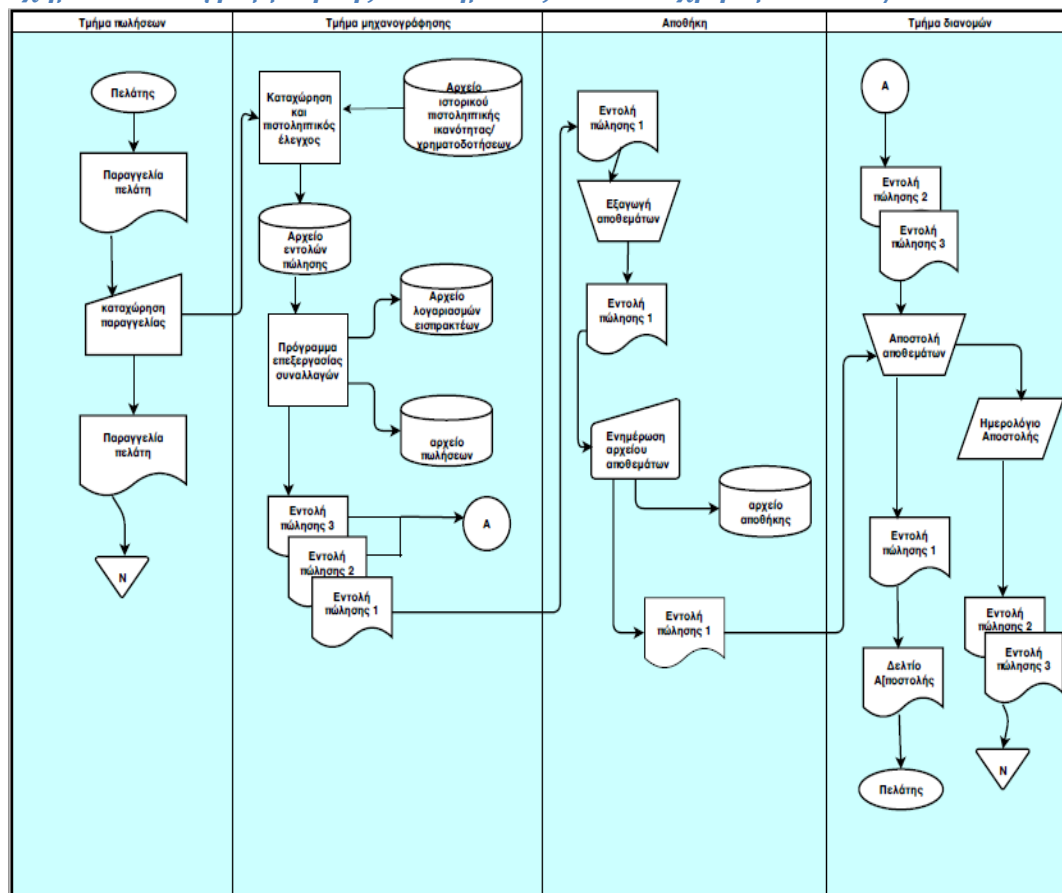 Τμήμα πωλήσεων
Τμήμα μηχανογράφησης
Αποθήκη
Τμήμα διανομών
Πελάτης
Παραγγελία
πελάτη
καταχώρηση
παραγγελίας
Παραγγελία
πελάτη
N
Καταχώρηση
και
πιστοληπτικός
έλεγχος
Αρχείο
ιστορικού
πιστοληπτικής
ικανότητας/
χρηματοδοτήσεων
Αρχείο
εντολών
πώλησης
Πρόγραμμα
επεξεργασίας
συναλλαγών
Αρχείο
λογαριασμών
εισπρακτέων
αρχείο
πωλήσεων
Εντολή
πώλησης 3
Εντολή
πώλησης 2
Εντολή
πώλησης 1
A
Εντολή
πώλησης 1
Εξαγωγή
αποθεμάτων
Εντολή
πώλησης 1
Ενημέρωση
αρχείου
αποθεμάτων
αρχείο
αποθήκης
Εντολή
πώλησης 1
A
Εντολή
πώλησης 2
Εντολή
πώλησης 3
Αποστολή
αποθεμάτων
Ημερολόγιο
Αποστολής
Εντολή
πώλησης 1
Δελτίο
Α[ποστολής
Πελάτης
Εντολή
πώλησης 2
Εντολή
πώλησης 3
N